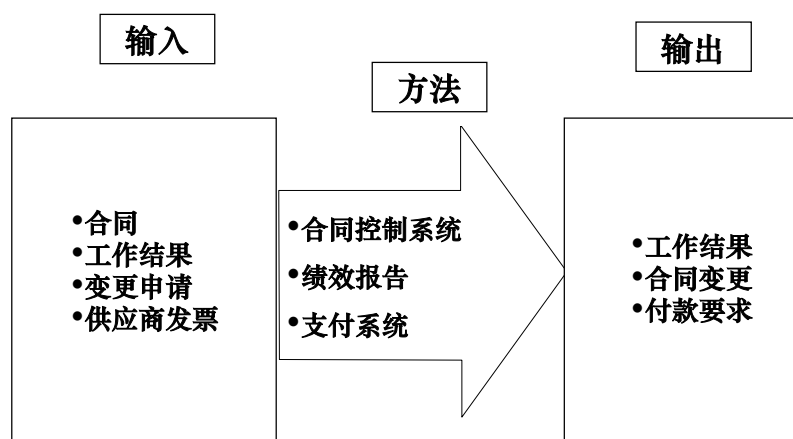 输入
•合同
•工作结果
•变更申请
•供应商发票
方法
•合同控制系统
•绩效报告
•支付系统
输出
•工作结果
•合同变更
•付款要求